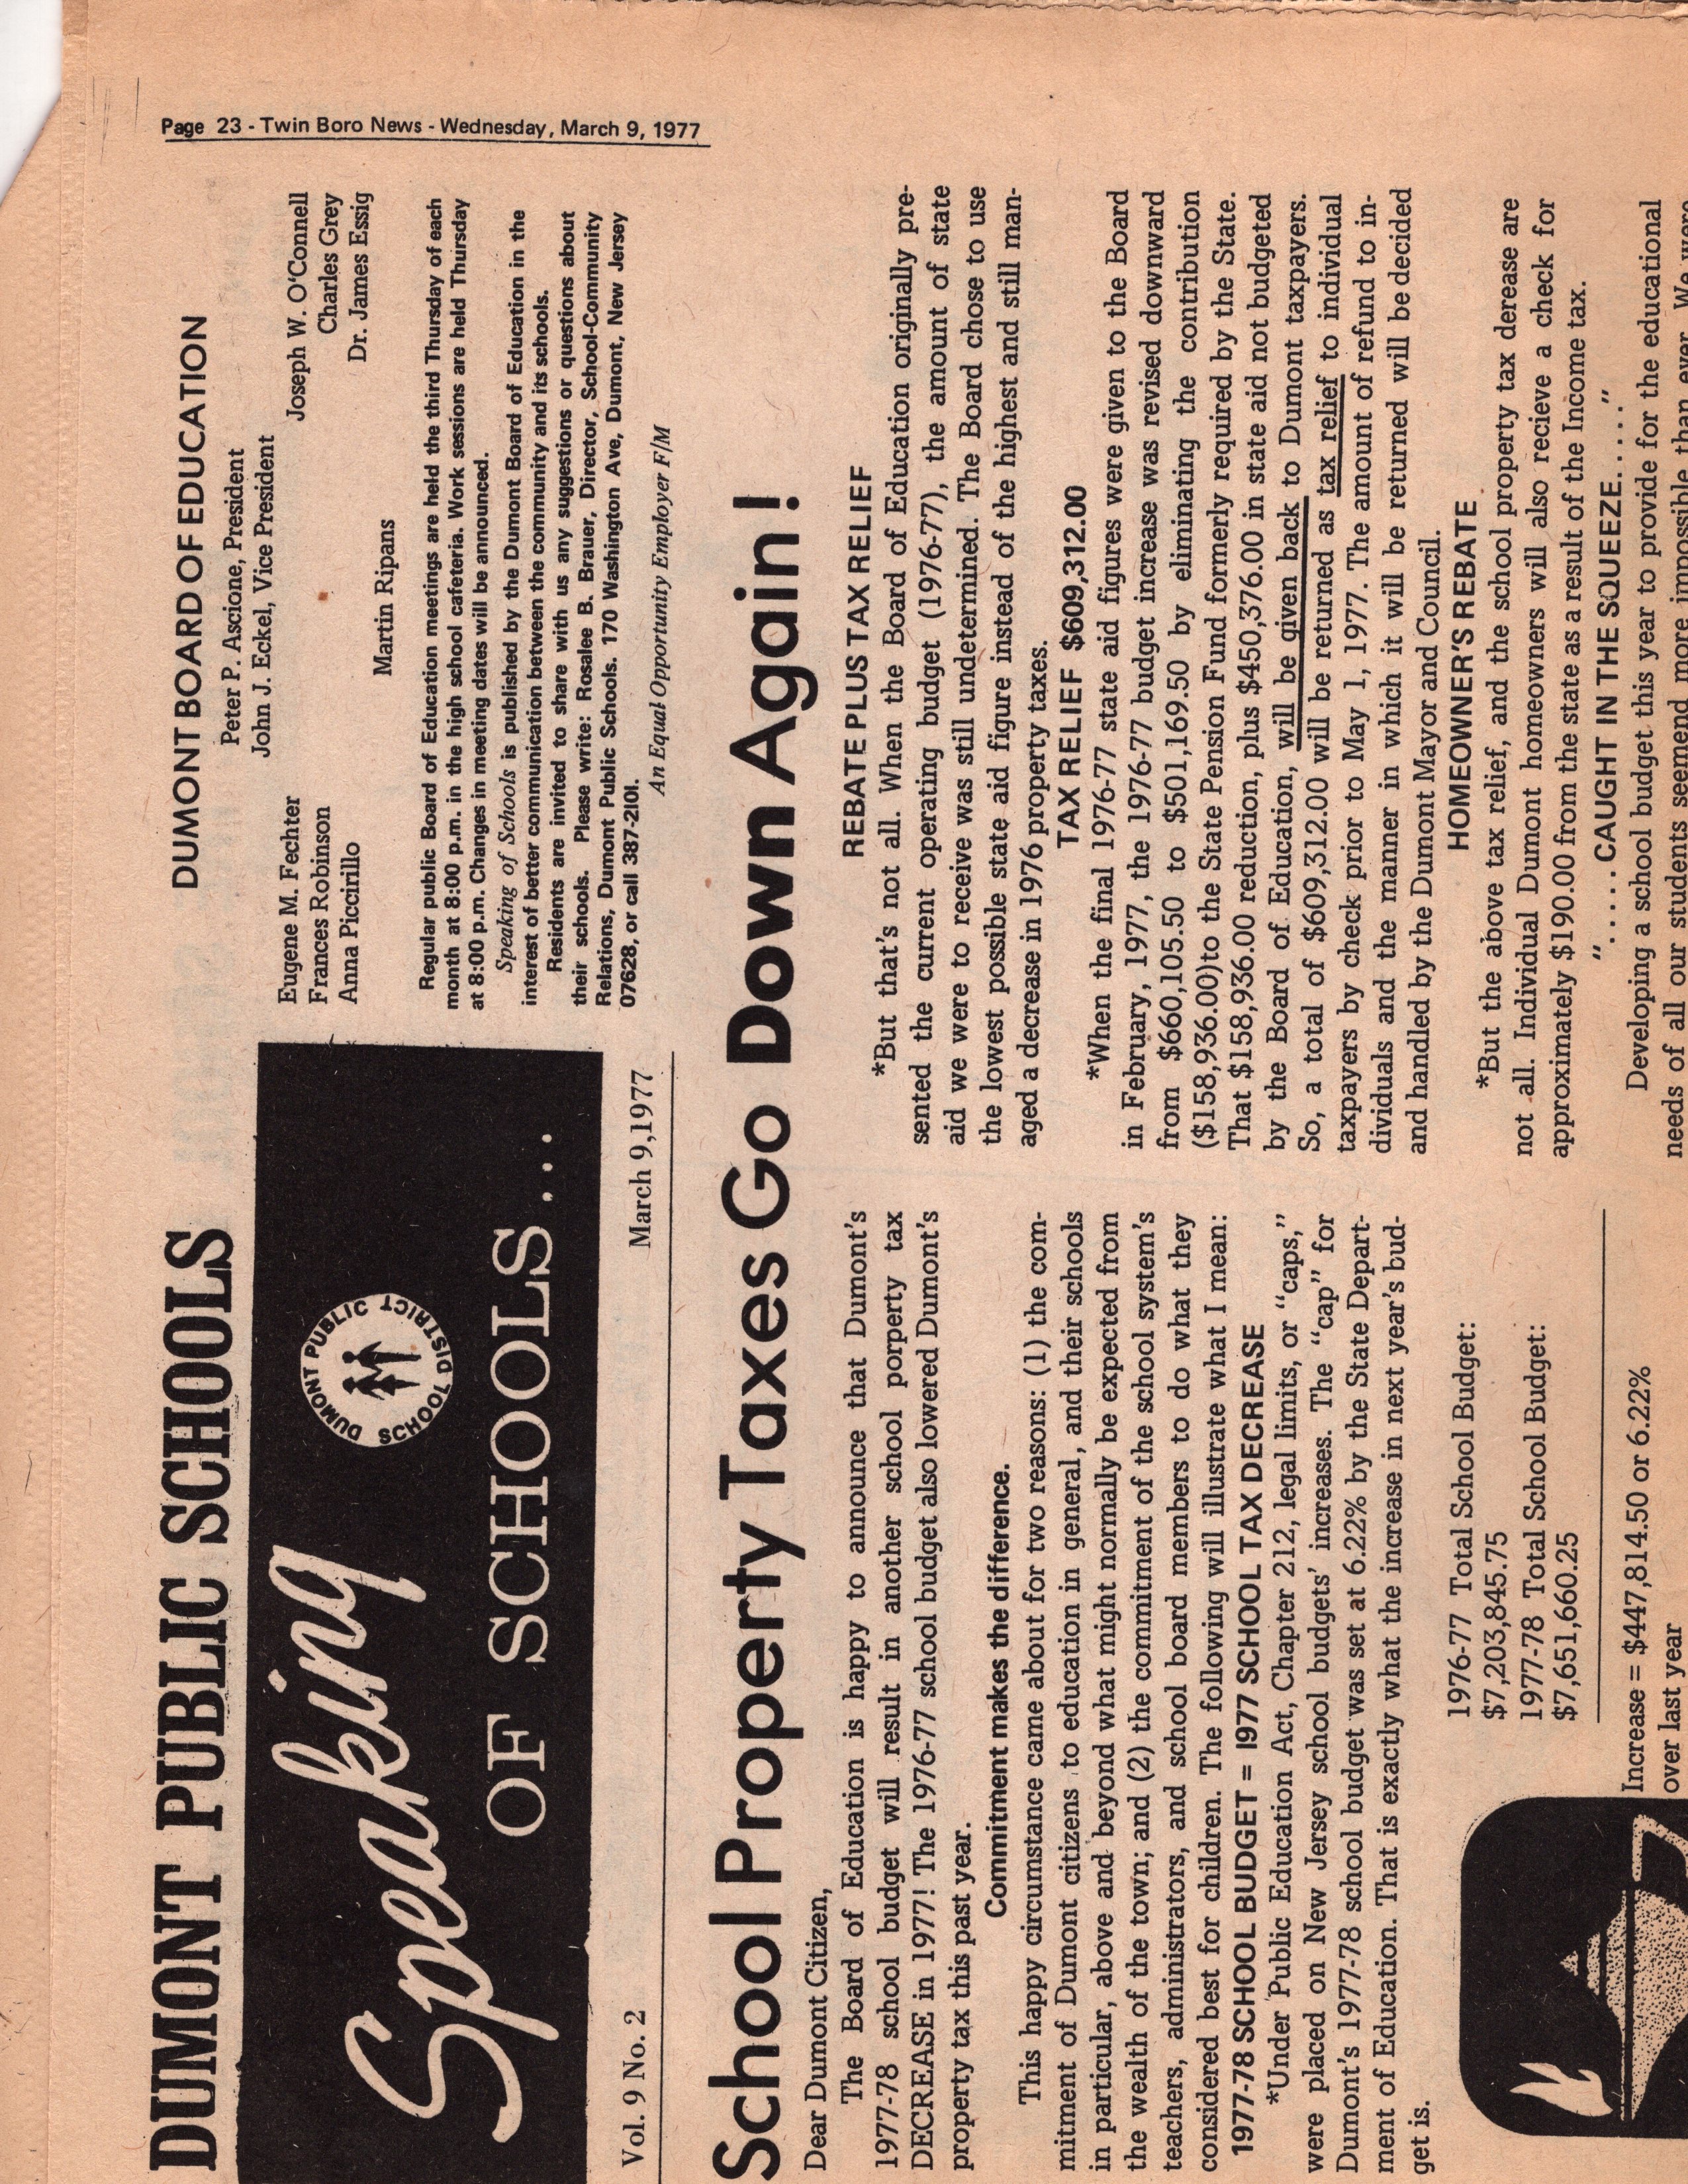 Page 23 - Twin Boro News - Wednesday, March 9, 1977
DUMONT PUBLIC SCHOOLS
Speaking
OF SCHOOLS...
DUMONT PUBLIC SCHOOL DISTRICT
Vol. 9 No. 2
March 9,1977
DUMONT BOARD OF EDUCATION
Peter P. Ascione, President
John J. Eckel, Vice President
Eugene M. Fechter
Joseph W. O'Connell
Frances Robinson
Charles Grey
Anna Piccirillo
Dr. James Essig
Martin Ripans
Regular public Board of Education meetings are held the third Thursday of each
month at 8:00 p.m. in the high school cafeteria. Work sessions are held Thursday
at 8:00 p.m. Changes in meeting dates will be announced.
Speaking of Schools is published by the Dumont Board of Education in the
interest of better communication between the community and its schools.
Residents are invited to share with us any suggestions or questions about
their schools. Please write: Rosalee B. Brauer, Director, School-Community
Relations, Dumont Public Schools. 170 Washington Ave, Dumont, New Jersey
07628, or call 387-2101.
An Equal Opportunity Employer F/M
School Property Taxes Go Down Again!
Dear Dumont Citizen,
The Board of Education is happy to announce that Dumont's
1977-78 school budget will result in another school porperty tax
DECREASE in 1977! The 1976-77 school budget also lowered Dumont's
property tax this past year.
Commitment makes the difference.
This happy circumstance came about for two reasons: (1) the com-
mitment of Dumont citizens to education in general, and their schools
in particular, above and beyond what might normally be expected from
the wealth of the town; and (2) the commitment of the school system's
teachers, administrators, and school board members to do what they
considered best for children. The following will illustrate what I mean:
1977-78 SCHOOL BUDGET = 1977 SCHOOL TAX DECREASE
*Under Public Education Act, Chapter 212, legal limits, or "caps,"
were placed on New Jersey school budgets' increases. The "cap" for
Dumont's 1977-78 school budget was set at 6.22% by the State Depart-
ment of Education. That is exactly what the increase in next year's bud-
get is.
1976-77 Total School Budget:
$7,203,845.75
1977-78 Total School Budget:
$7,651,660.25
Increase = $447,814.50 or 6.22%
over last year
REBATE PLUS TAX RELIEF
*But that's not all. When the Board of Education originally pre-
sented the current operating budget (1976-77), the amount of state
aid we were to receive was still undetermined. The Board chose to use
the lowest possible state aid figure instead of the highest and still man-
aged a decrease in 1976 property taxes.
TAX RELIEF $609,312.00
*When the final 1976-77 state aid figures were given to the Board
in February, 1977, the 1976-77 budget increase was revised downward
from $660,105.50 to $501,169.50 by eliminating the contribution
($158,936.00)to the State Pension Fund formerly required by the State.
That $158,936.00 reduction, plus $450,376.00 in state aid not budgeted
by the Board of Education, will be given back to Dumont taxpayers.
So, a total of $609,312.00 will be returned as tax relief to individual
taxpayers by check prior to May 1, 1977. The amount of refund to in-
dividuals and the manner in which it will be returned will be decided
and handled by the Dumont Mayor and Council.
HOMEOWNER'S REBATE
*But the above tax relief, and the school property tax derease are
not all. Individual Dumont homeowners will also recieve a check for
approximately $190.00 from the state as a result of the Income tax.
".....CAUGHT IN THE SQUEEZE....."
Developing a school budget this year to provide for the educational
needs of all our students seemend more impossible than ever. We were